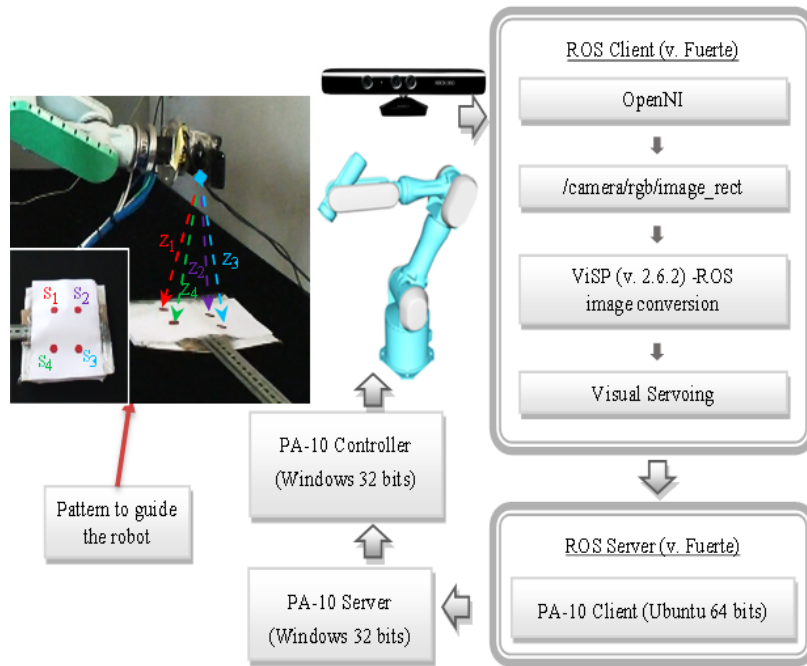 Z1
Z2
Z3
Z4
S1
S2
S4
S3
Pattern to guide
the robot
XBOX 360
ROS Client (v. Fuerte)
OpenNI
/camera/rgb/image_rect
ViSP (v. 2.6.2) -ROS
image conversion
Visual Servoing
ROS Server (v. Fuerte)
PA-10 Client (Ubuntu 64 bits)
PA-10 Server
(Windows 32 bits)
PA-10 Controller
(Windows 32 bits)